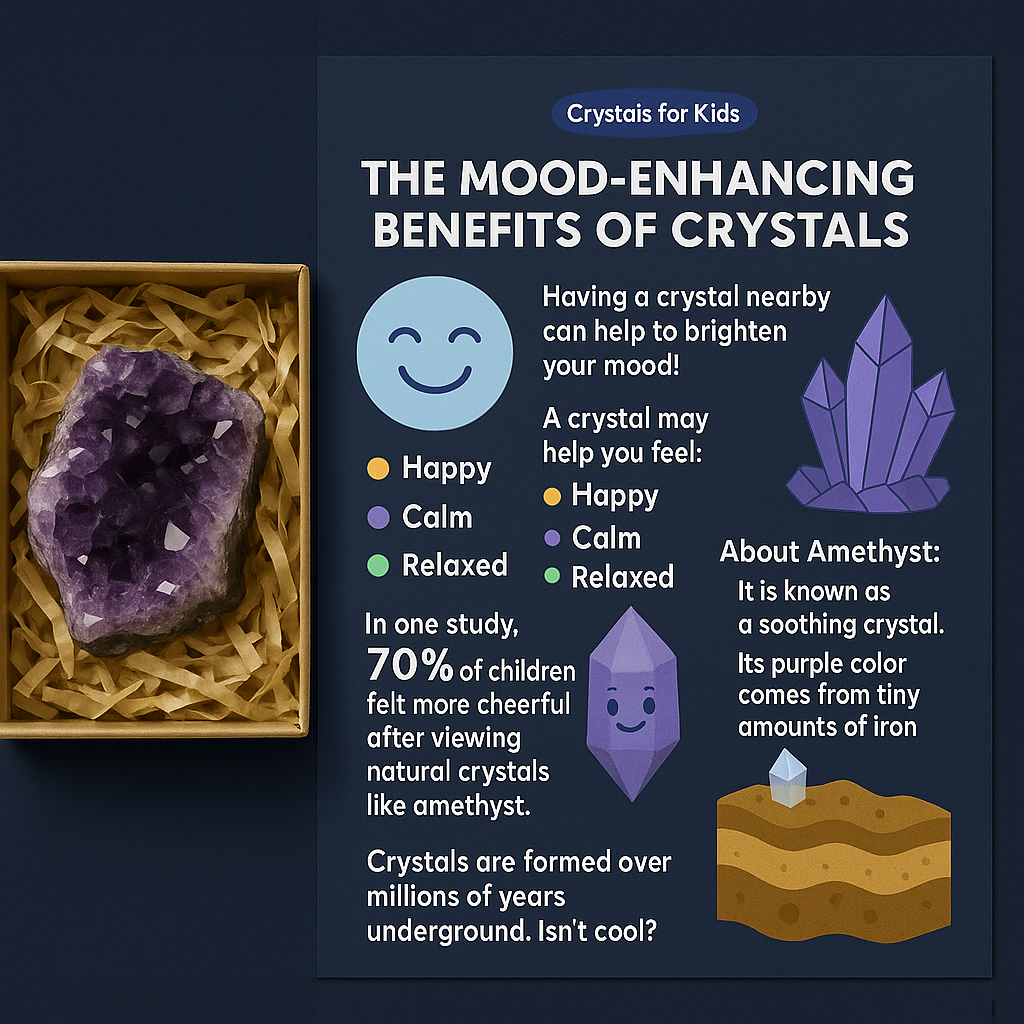 Crystais for Kids
THE MOOD-ENHANCING
BENEFITS OF CRYSTALS
Having a crystal nearby
can help to brighten
your mood!
A crystal may
help you feel:
Happy
Calm
Relaxed
Happy
Calm
Relaxed
About Amethyst:
It is known as
a soothing crystal.
Its purple color
comes from tiny
amounts of iron
In one study,
70% of children
felt more cheerful
after viewing
natural crystals
like amethyst.
Crystals are formed over
millions of years
underground. Isn't cool?